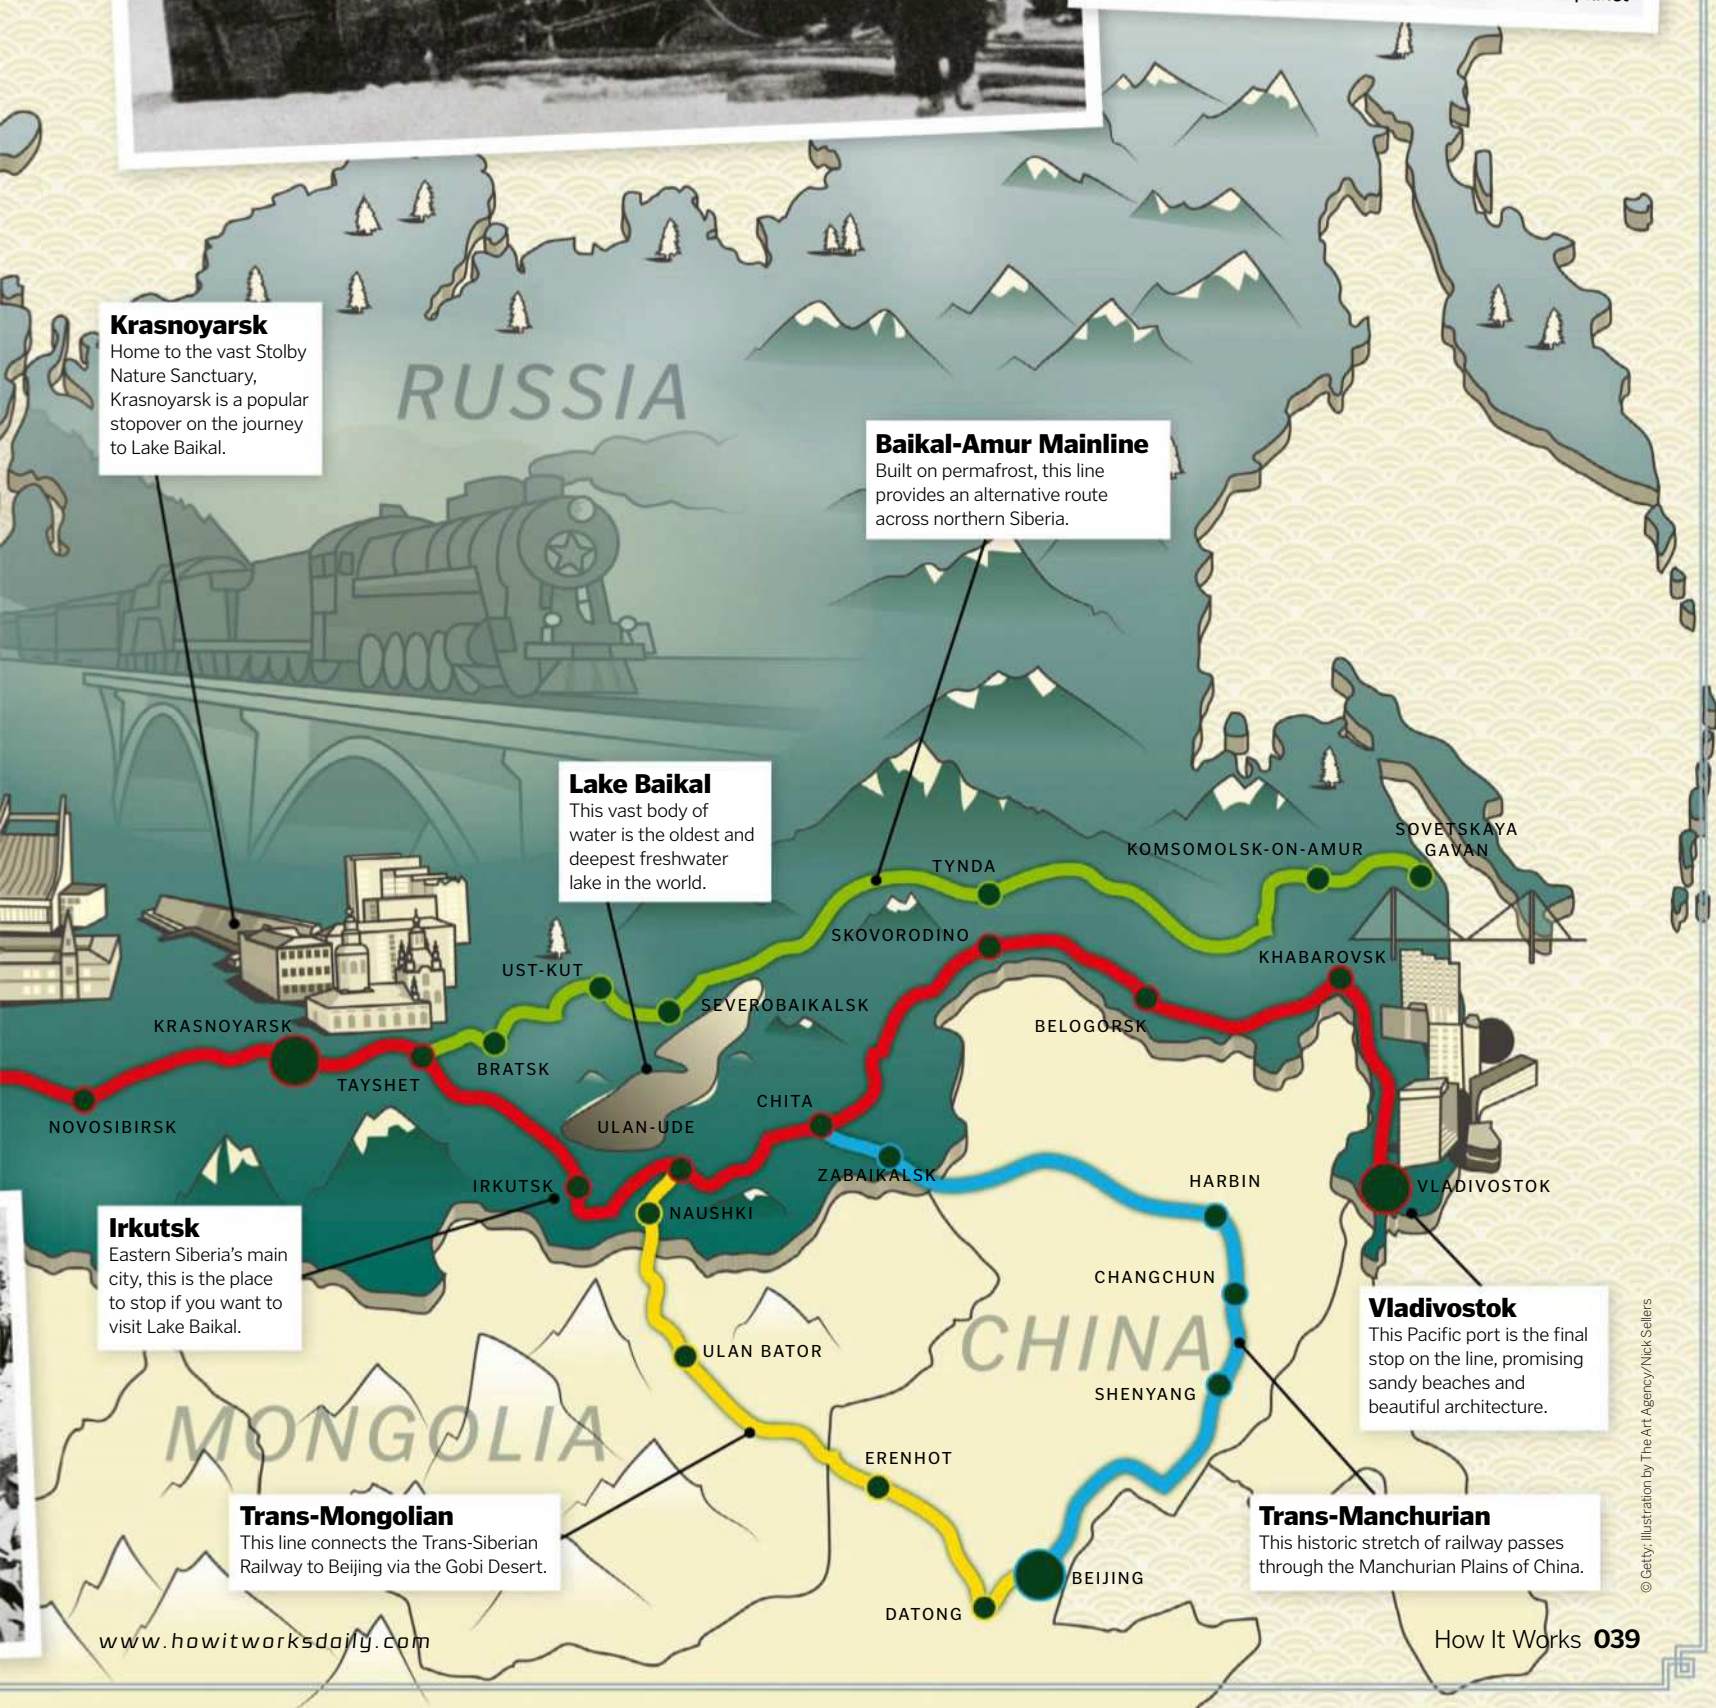 Krasnoyarsk
Home to the vast Stolby
Nature Sanctuary,
Krasnoyarsk is a popular
stopover on the journey
to Lake Baikal.
RUSSIA
Baikal-Amur Mainline
Built on permafrost, this line
provides an alternative route
across northern Siberia.
Lake Baikal
This vast body of
water is the oldest and
deepest freshwater
lake in the world.
SOVETSKAYA
GAVAN
KOMSOMOLSK-ON-AMUR
TYNDA
SKOVORODINO
KHABAROVSK
UST-KUT
SEVEROBAIKALSK
KRASNOYARSK
BELOGORSK
BRATSK
TAYSHET
CHITA
NOVOSIBIRSK
ULAN-UDE
ZABAIKALSK
HARBIN
IRKUTSK
VLADIVOSTOK
NAUSHKI
Irkutsk
Eastern Siberia's main
city, this is the place
to stop if you want to
visit Lake Baikal.
CHANGCHUN
Vladivostok
This Pacific port is the final
stop on the line, promising
sandy beaches and
beautiful architecture.
CHINA
ULAN BATOR
SHENYANG
MONGOLIA
ERENHOT
Trans-Mongolian
This line connects the Trans-Siberian
Railway to Beijing via the Gobi Desert.
Trans-Manchurian
This historic stretch of railway passes
through the Manchurian Plains of China.
BEIJING
DATONG
© Getty; Illustration by The Art Agency/Nick Sellers
www.howitworksdaily.com
How It Works 039